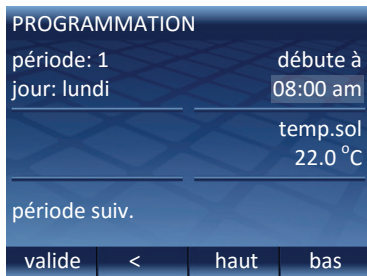 PROGRAMMATION
période: 1 débute à
jour: lundi 08:00 am
temp.sol
22.0 °C
période suiv.
valide < haut bas